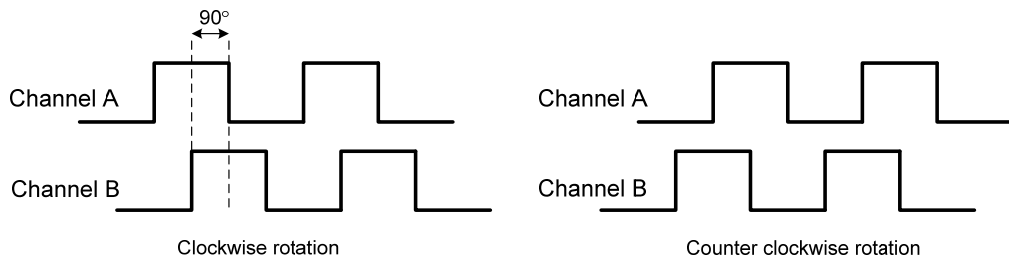 90°
Channel A
Channel B
Clockwise rotation
Channel A
Channel B
Counter clockwise rotation